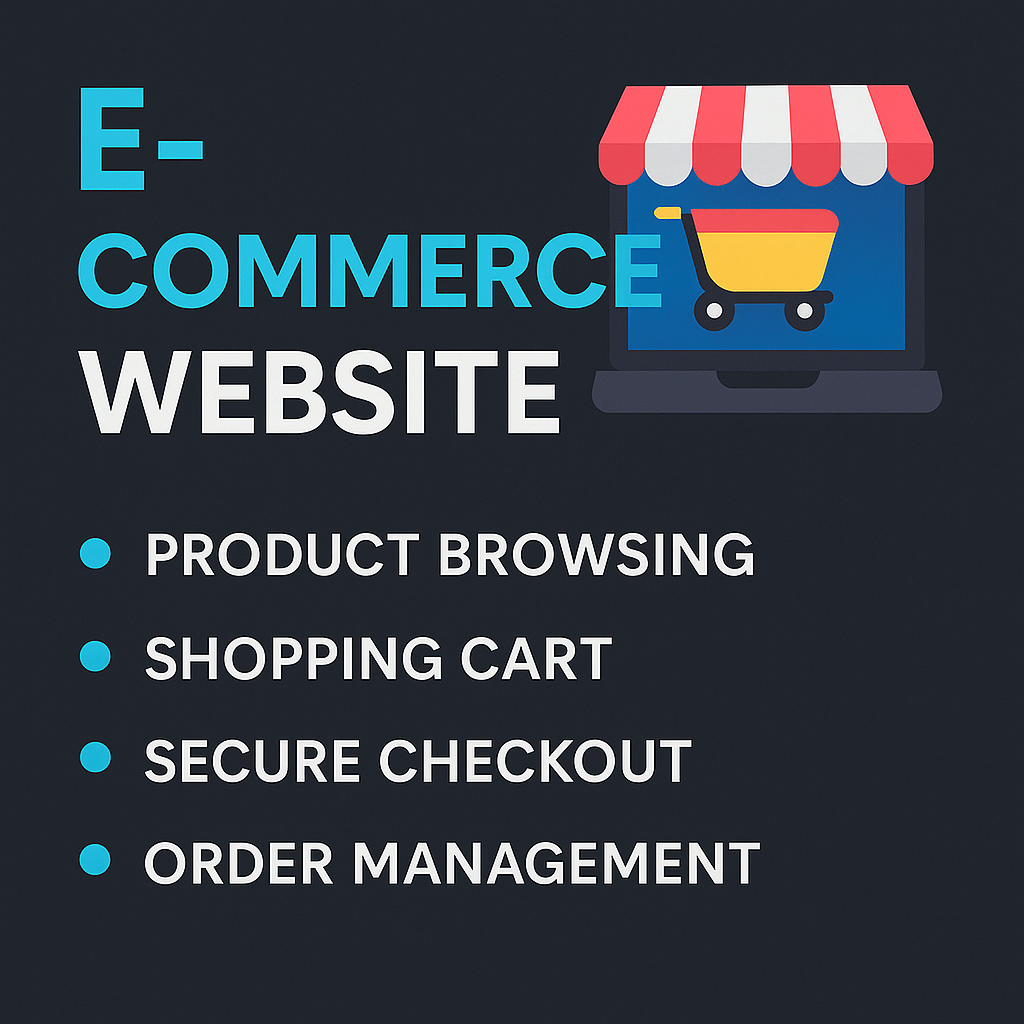 E-
COMMERCE
WEBSITE
PRODUCT BROWSING
SHOPPING CART
SECURE CHECKOUT
ORDER MANAGEMENT